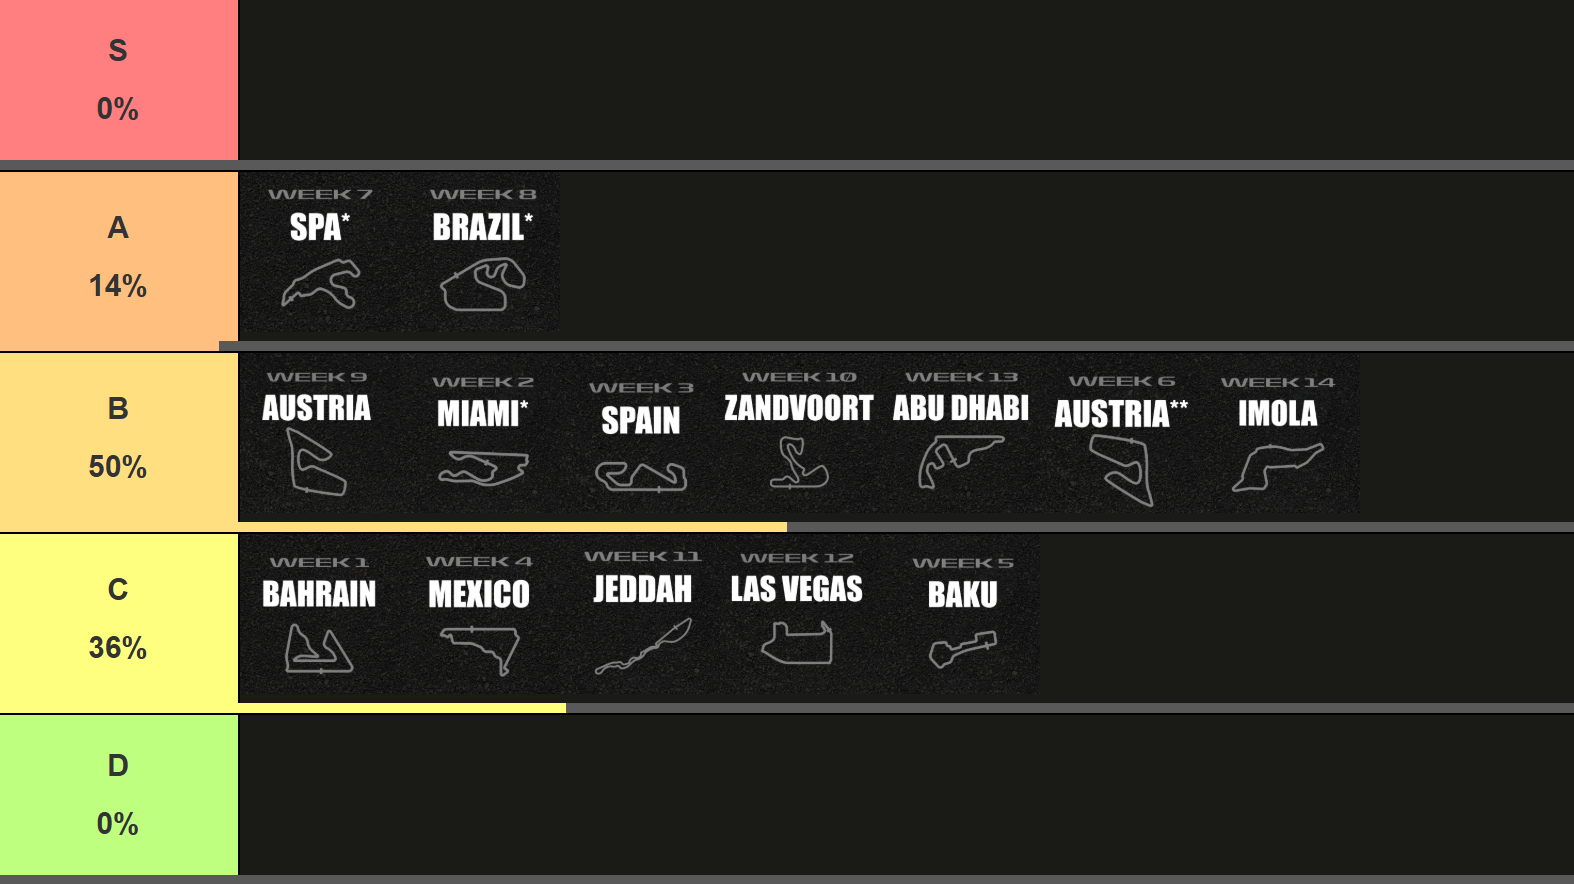 S
0%
A
14%
WEEK 7
SPA*
WEEK 8
BRAZIL*
B
50%
WEEK 9
AUSTRIA
WEEK 2
MIAMI*
WEEK 3
SPAIN
WEEK 10
ZANDVOORT
WEEK 13
ABU DHABI
WEEK 6
AUSTRIA**
WEEK 14
IMOLA
C
36%
WEEK 1
BAHRAIN
WEEK 4
MEXICO
WEEK 11
JEDDAH
WEEK 12
LAS VEGAS
WEEK 5
BAKU
D
0%